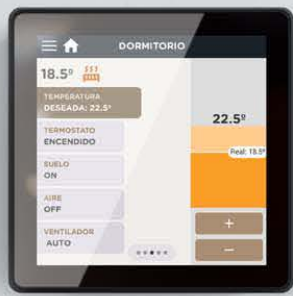 DORMITORIO
18.5º
TEMPERATURA
DESEADA: 22.5º
TERMOSTATO
ENCENDIDO
SUELO
ON
AIRE
OFF
VENTILADOR
AUTO
22.5º
Real: 18.5º
+
−